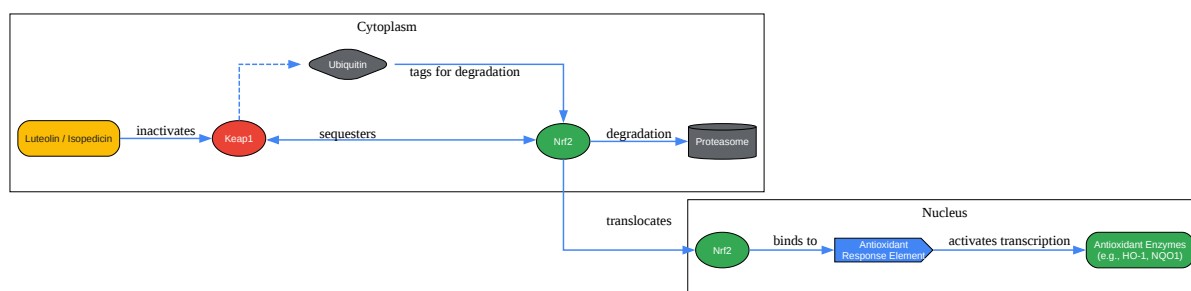 Cytoplasm
Ubiquitin
tags for degradation
Luteolin / Isopedicin
inactivates
Keap1
sequesters
Nrf2
degradation
Proteasome
translocates
Nucleus
Nrf2
binds to
Antioxidant
Response Element
activates transcription
Antioxidant Enzymes
(e.g., HO-1, NQO1)